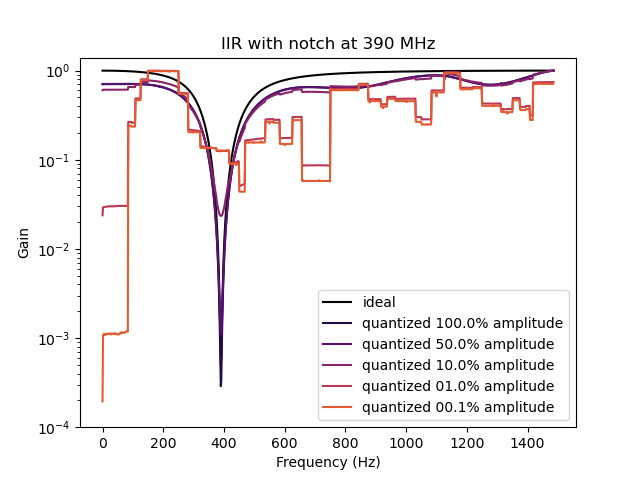 IIR with notch at 390 MHz
10⁰
10⁻¹
10⁻²
10⁻³
10⁻⁴
Gain
ideal
quantized 100.0% amplitude
quantized 50.0% amplitude
quantized 10.0% amplitude
quantized 01.0% amplitude
quantized 00.1% amplitude
0 200 400 600 800 1000 1200 1400
Frequency (Hz)